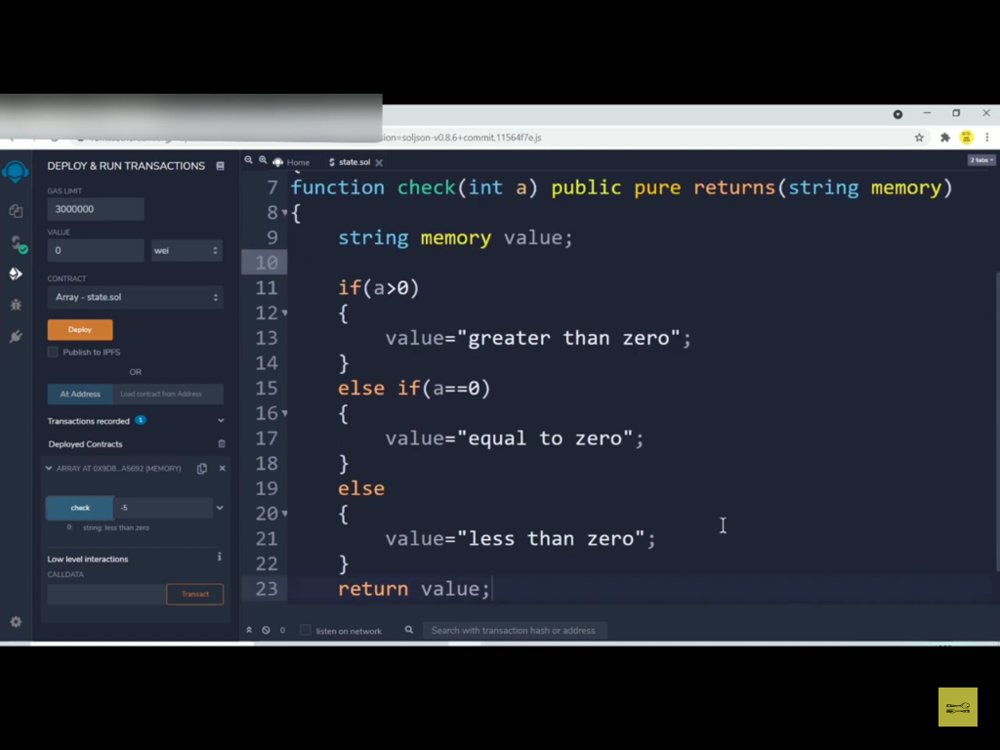 ion=soljson-v0.8.6+commit.11564f7e.js
DEPLOY & RUN TRANSACTIONS
GAS LIMIT
3000000
VALUE
0 wei
CONTRACT
Array - state.sol
Deploy
Publish to IPFS
OR
At Address Load contract from Address
Transactions recorded 1
Deployed Contracts
ARRAY AT 0X9D8...A5692 (MEMORY)
check -5
0: string: less than zero
Low level interactions i
CALLDATA
Transact
Home state.sol
2 tabs
7 function check(int a) public pure returns(string memory)
8 {
9 string memory value;
10
11 if(a>0)
12 {
13 value="greater than zero";
14 }
15 else if(a==0)
16 {
17 value="equal to zero";
18 }
19 else
20 {
21 value="less than zero";
22 }
23 return value;
0 listen on network Search with transaction hash or address